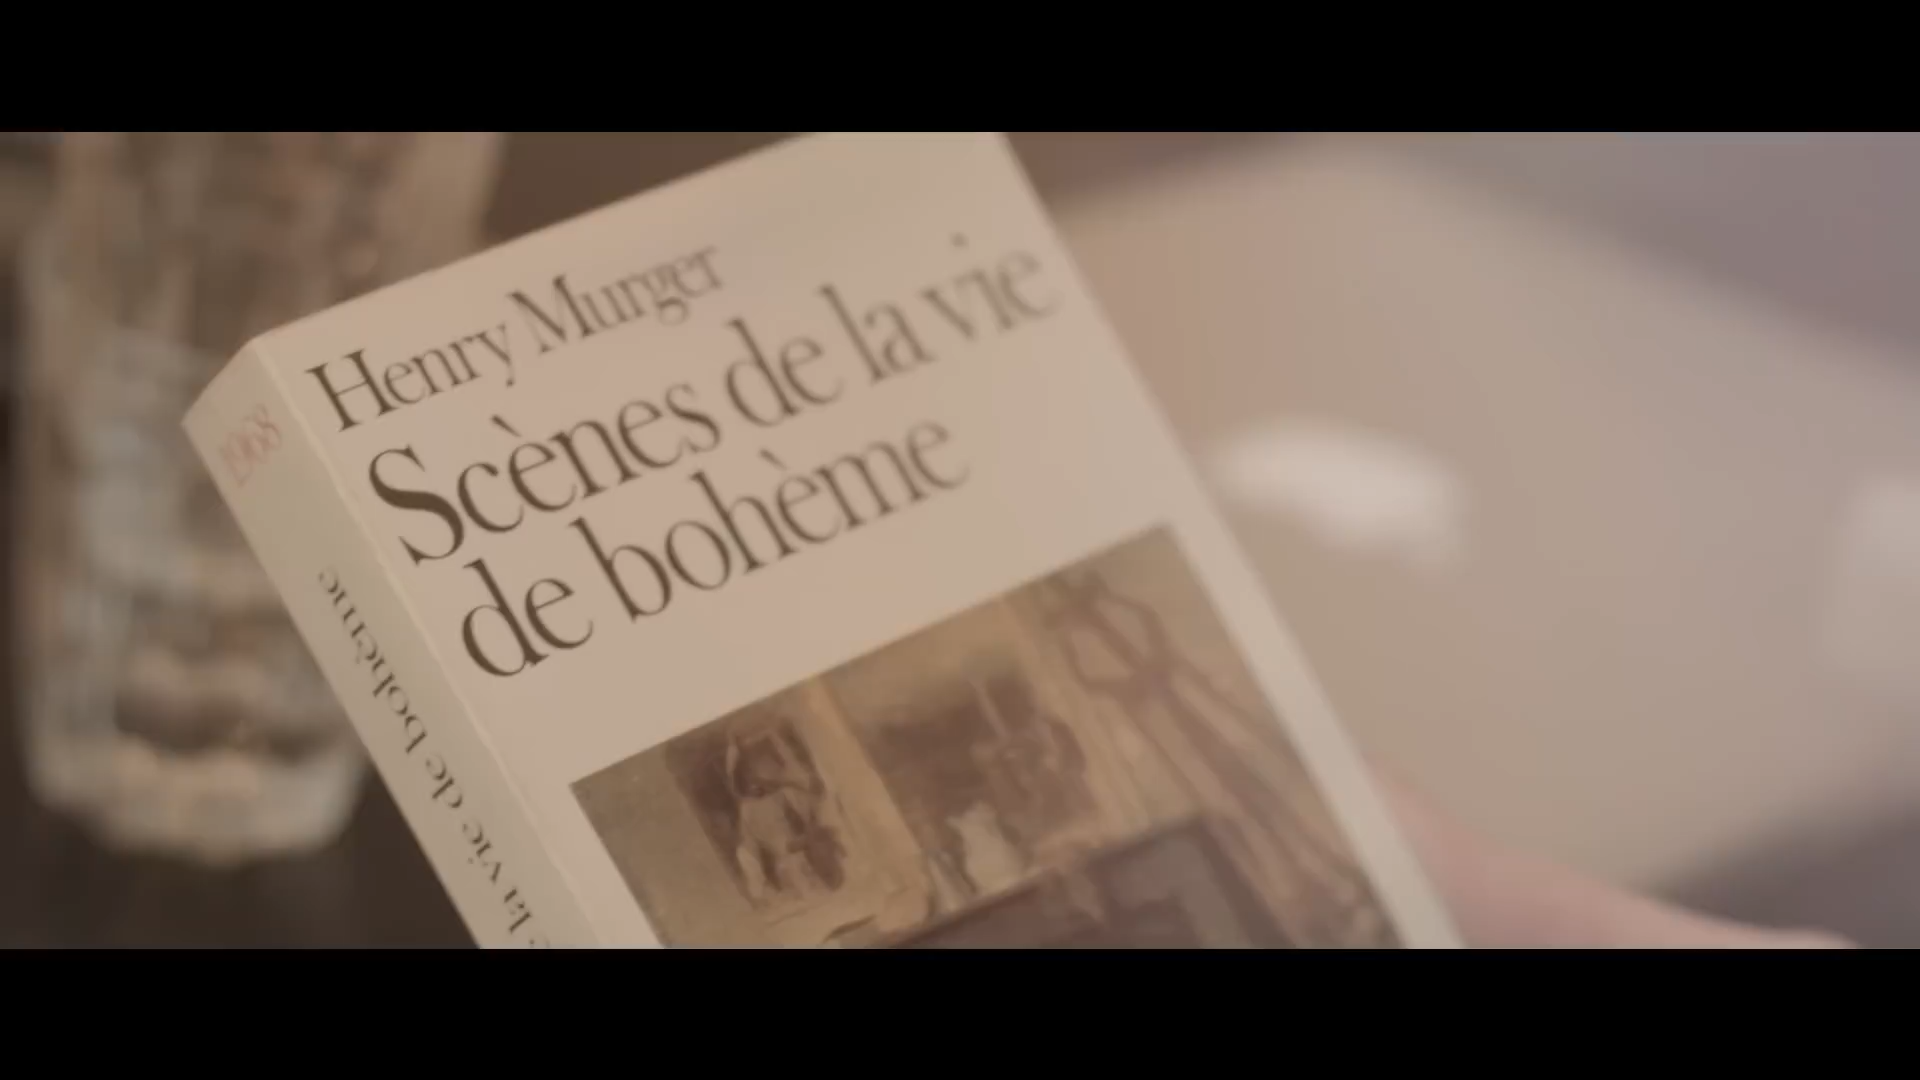 Henry Murger
Scènes de la vie
de bohème
1968
la vie de bohème